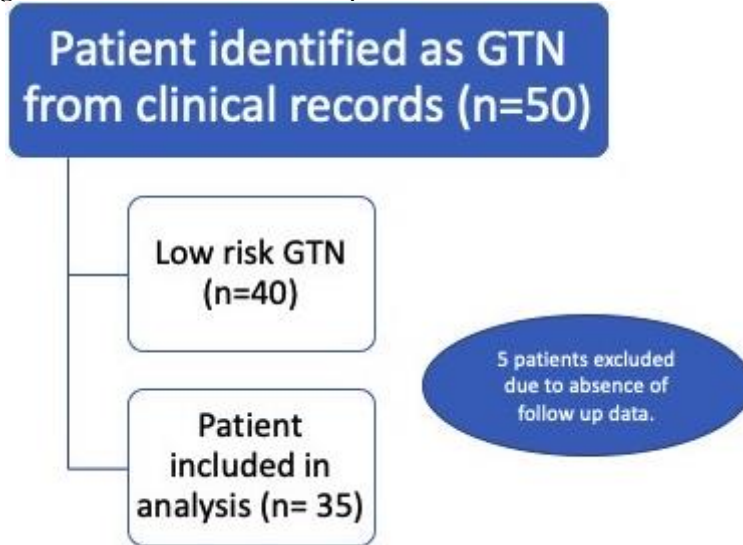 Patient identified as GTN
from clinical records (n=50)
Low risk GTN
(n=40)
5 patients excluded
due to absence of
follow up data.
Patient
included in
analysis (n= 35)